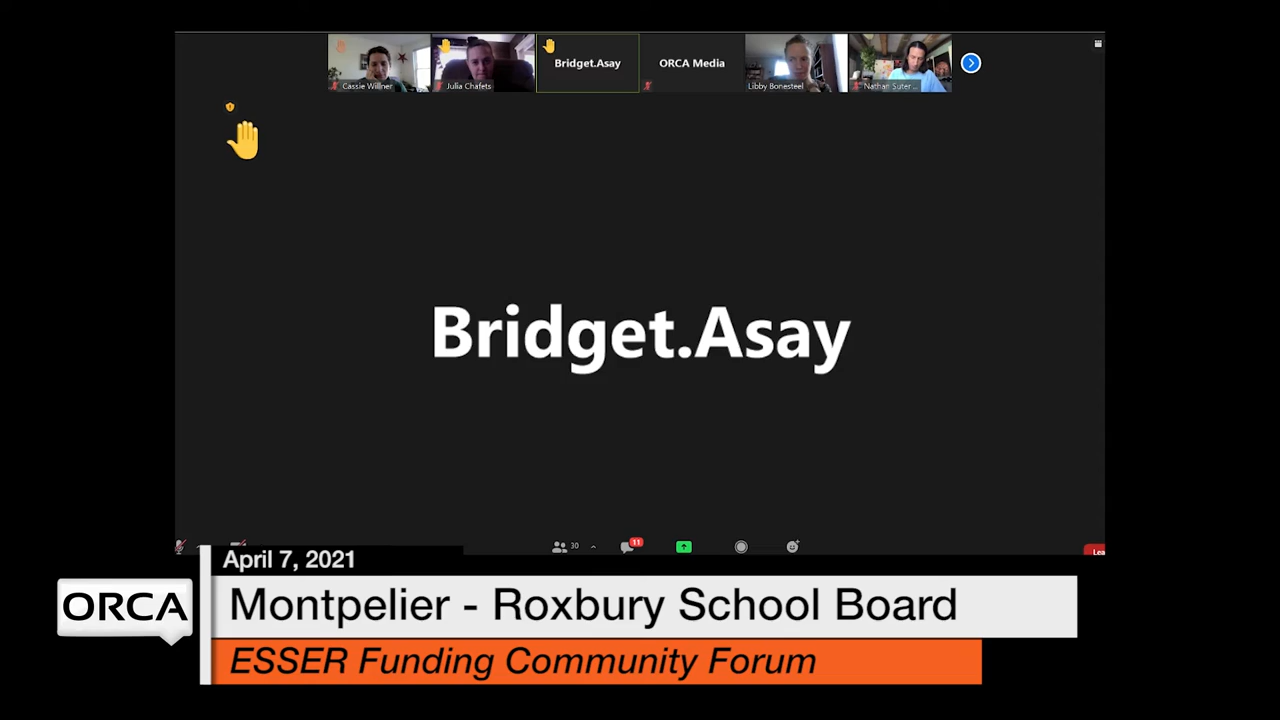 Cassie Willner
Julia Chafets
Bridget.Asay
ORCA Media
Libby Bonesteel
Nathan Suter ...
Bridget.Asay
30
11
Lea
April 7, 2021
ORCA
Montpelier - Roxbury School Board
ESSER Funding Community Forum